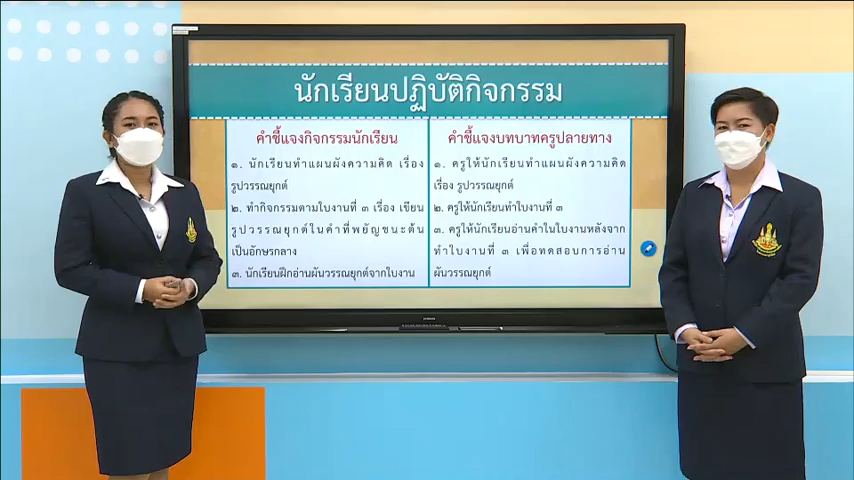 นักเรียนปฏิบัติกิจกรรม
คำชี้แจงกิจกรรมนักเรียน
๑. นักเรียนทำแผนผังความคิด เรื่อง
รูปวรรณยุกต์
๒. ทำกิจกรรมตามใบงานที่ ๓ เรื่อง เขียน
รูปวรรณยุกต์ในคำที่พยัญชนะต้น
เป็นอักษรกลาง
๓. นักเรียนฝึกอ่านผันวรรณยุกต์จากใบงาน
คำชี้แจงบทบาทครูปลายทาง
๑. ครูให้นักเรียนทำแผนผังความคิด
เรื่อง รูปวรรณยุกต์
๒. ครูให้นักเรียนทำใบงานที่ ๓
๓. ครูให้นักเรียนอ่านคำในใบงานหลังจาก
ทำใบงานที่ ๓ เพื่อทดสอบการอ่าน
ผันวรรณยุกต์